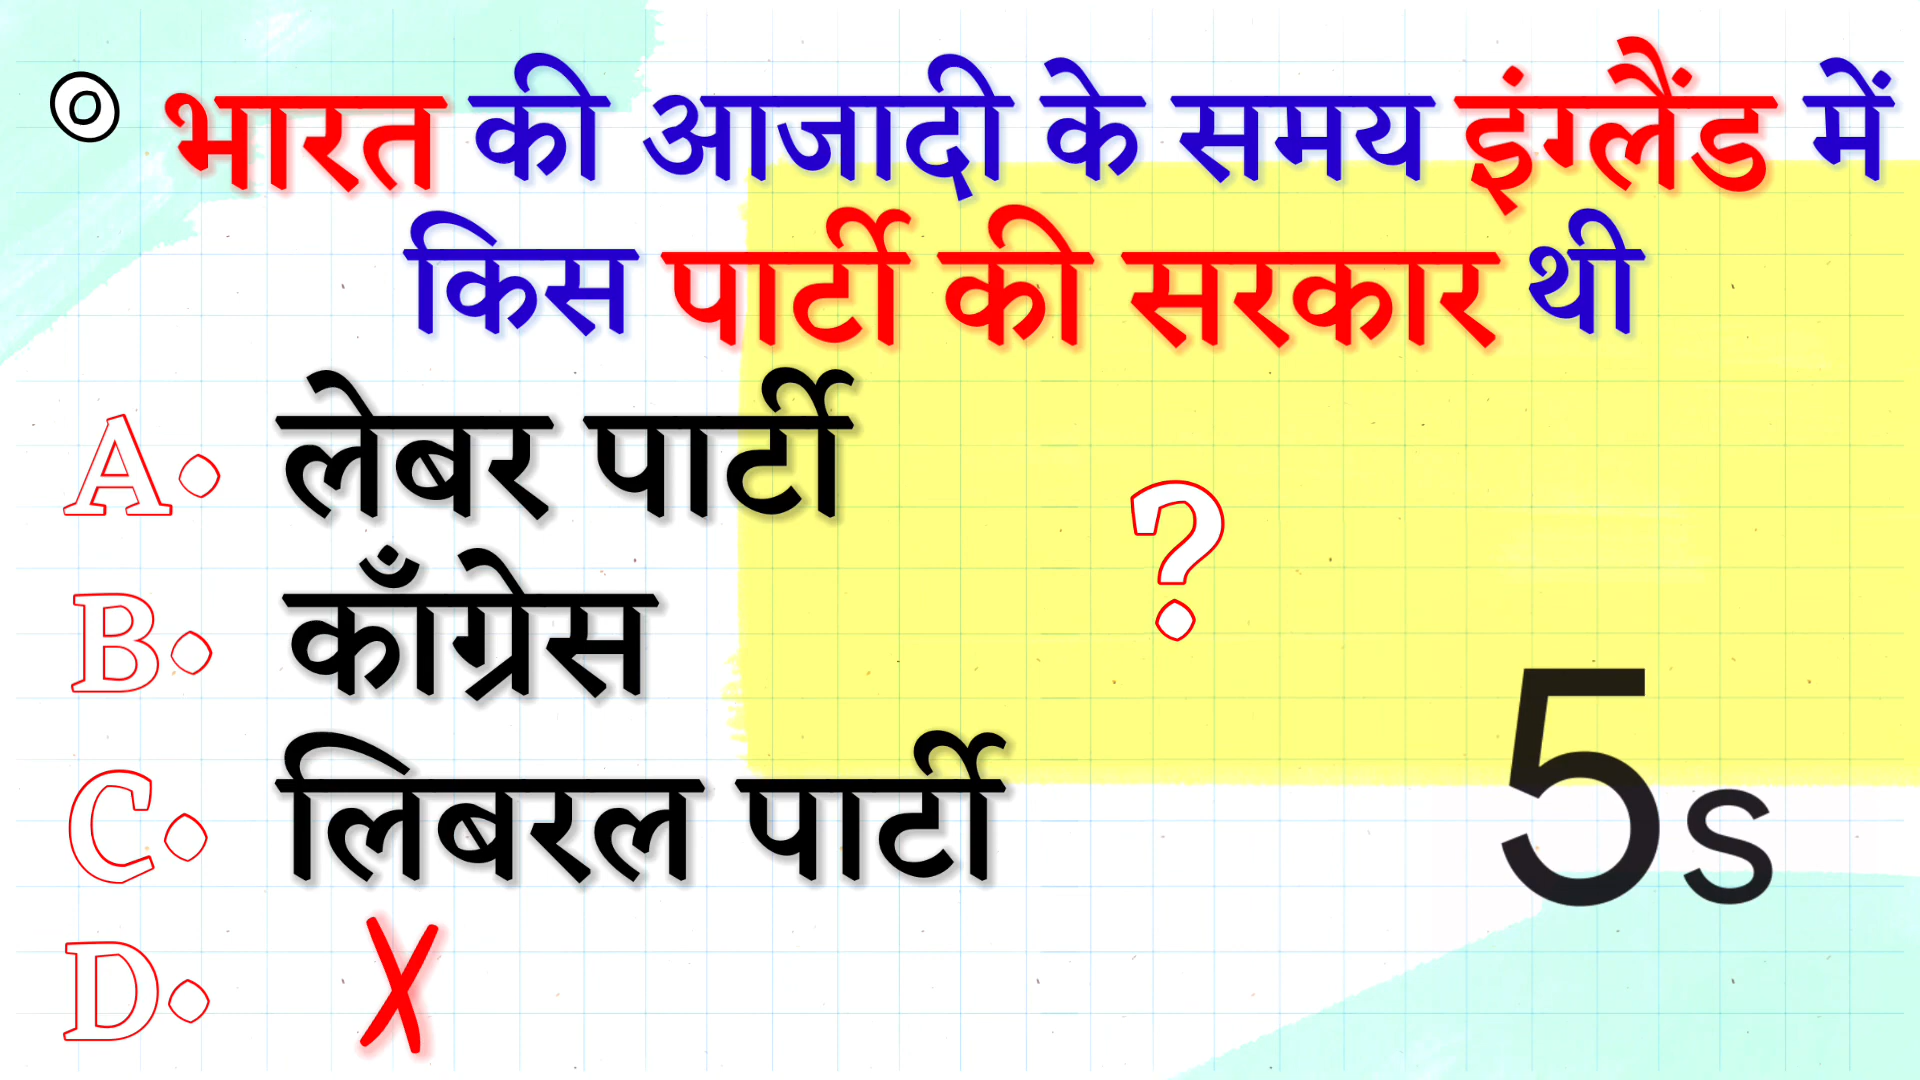 भारत की आजादी के समय इंग्लैंड में
किस पार्टी की सरकार थी
A. लेबर पार्टी
?
B. काँग्रेस
C. लिबरल पार्टी
5s
D. X